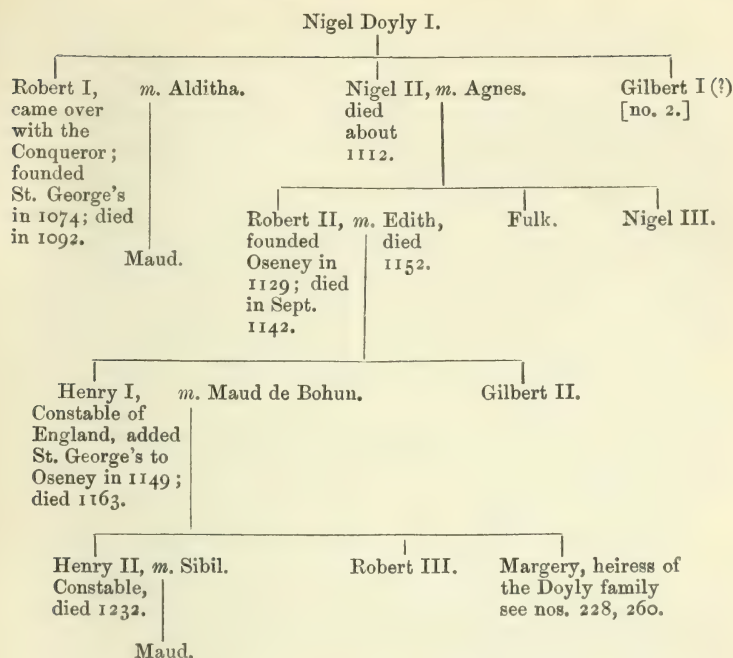 Nigel Doyly I.
Robert I,
came over
with the
Conqueror;
founded
St. George's
in 1074; died
in 1092.
m. Alditha.
Maud.
Nigel II, m. Agnes.
died
about
1112.
Gilbert I (?)
[no. 2.]
Robert II, m. Edith,
founded
Oseney in
1129; died
in Sept.
1142.
died
1152.
Fulk.
Nigel III.
Henry I,
Constable of
England, added
St. George's to
Oseney in 1149;
died 1163.
m. Maud de Bohun.
Gilbert II.
Henry II, m. Sibil.
Constable,
died 1232.
Maud.
Robert III.
Margery, heiress of
the Doyly family
see nos. 228, 260.